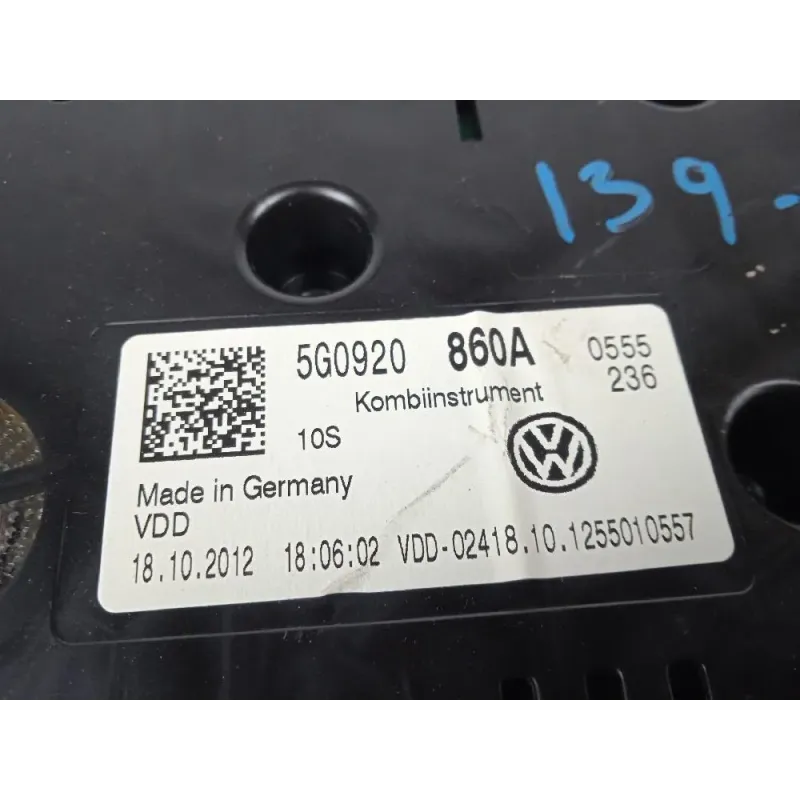 139-
5G0920 860A 0555
Kombiinstrument 236
10S
Made in Germany
VDD
18.10.2012 18:06:02 VDD-02418.10.1255010557